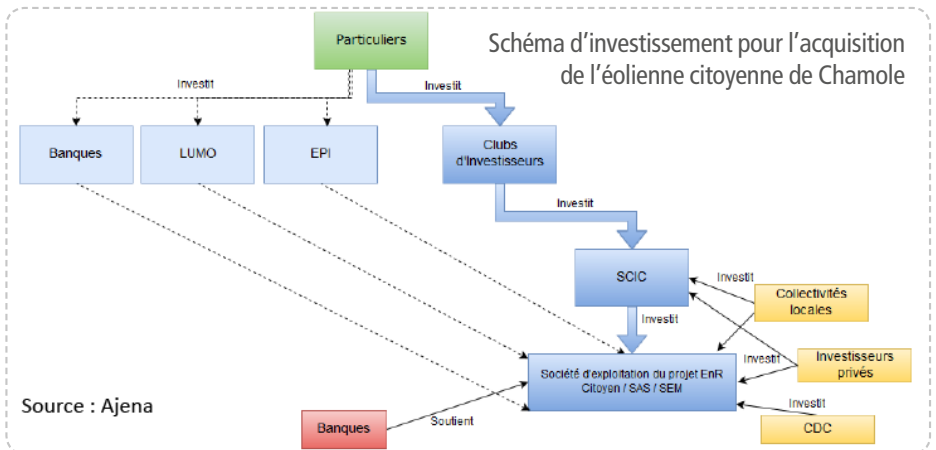 Schéma d'investissement pour l'acquisition
de l'éolienne citoyenne de Chamole
Particuliers
Investit
Investit
Banques
LUMO
EPI
Clubs
d'Investisseurs
Investit
SCIC
Investit
Collectivités
locales
Investit
Société d'exploitation du projet EnR
Citoyen / SAS / SEM
Investit
Investisseurs
privés
Investit
CDC
Source : Ajena
Banques
Soutient